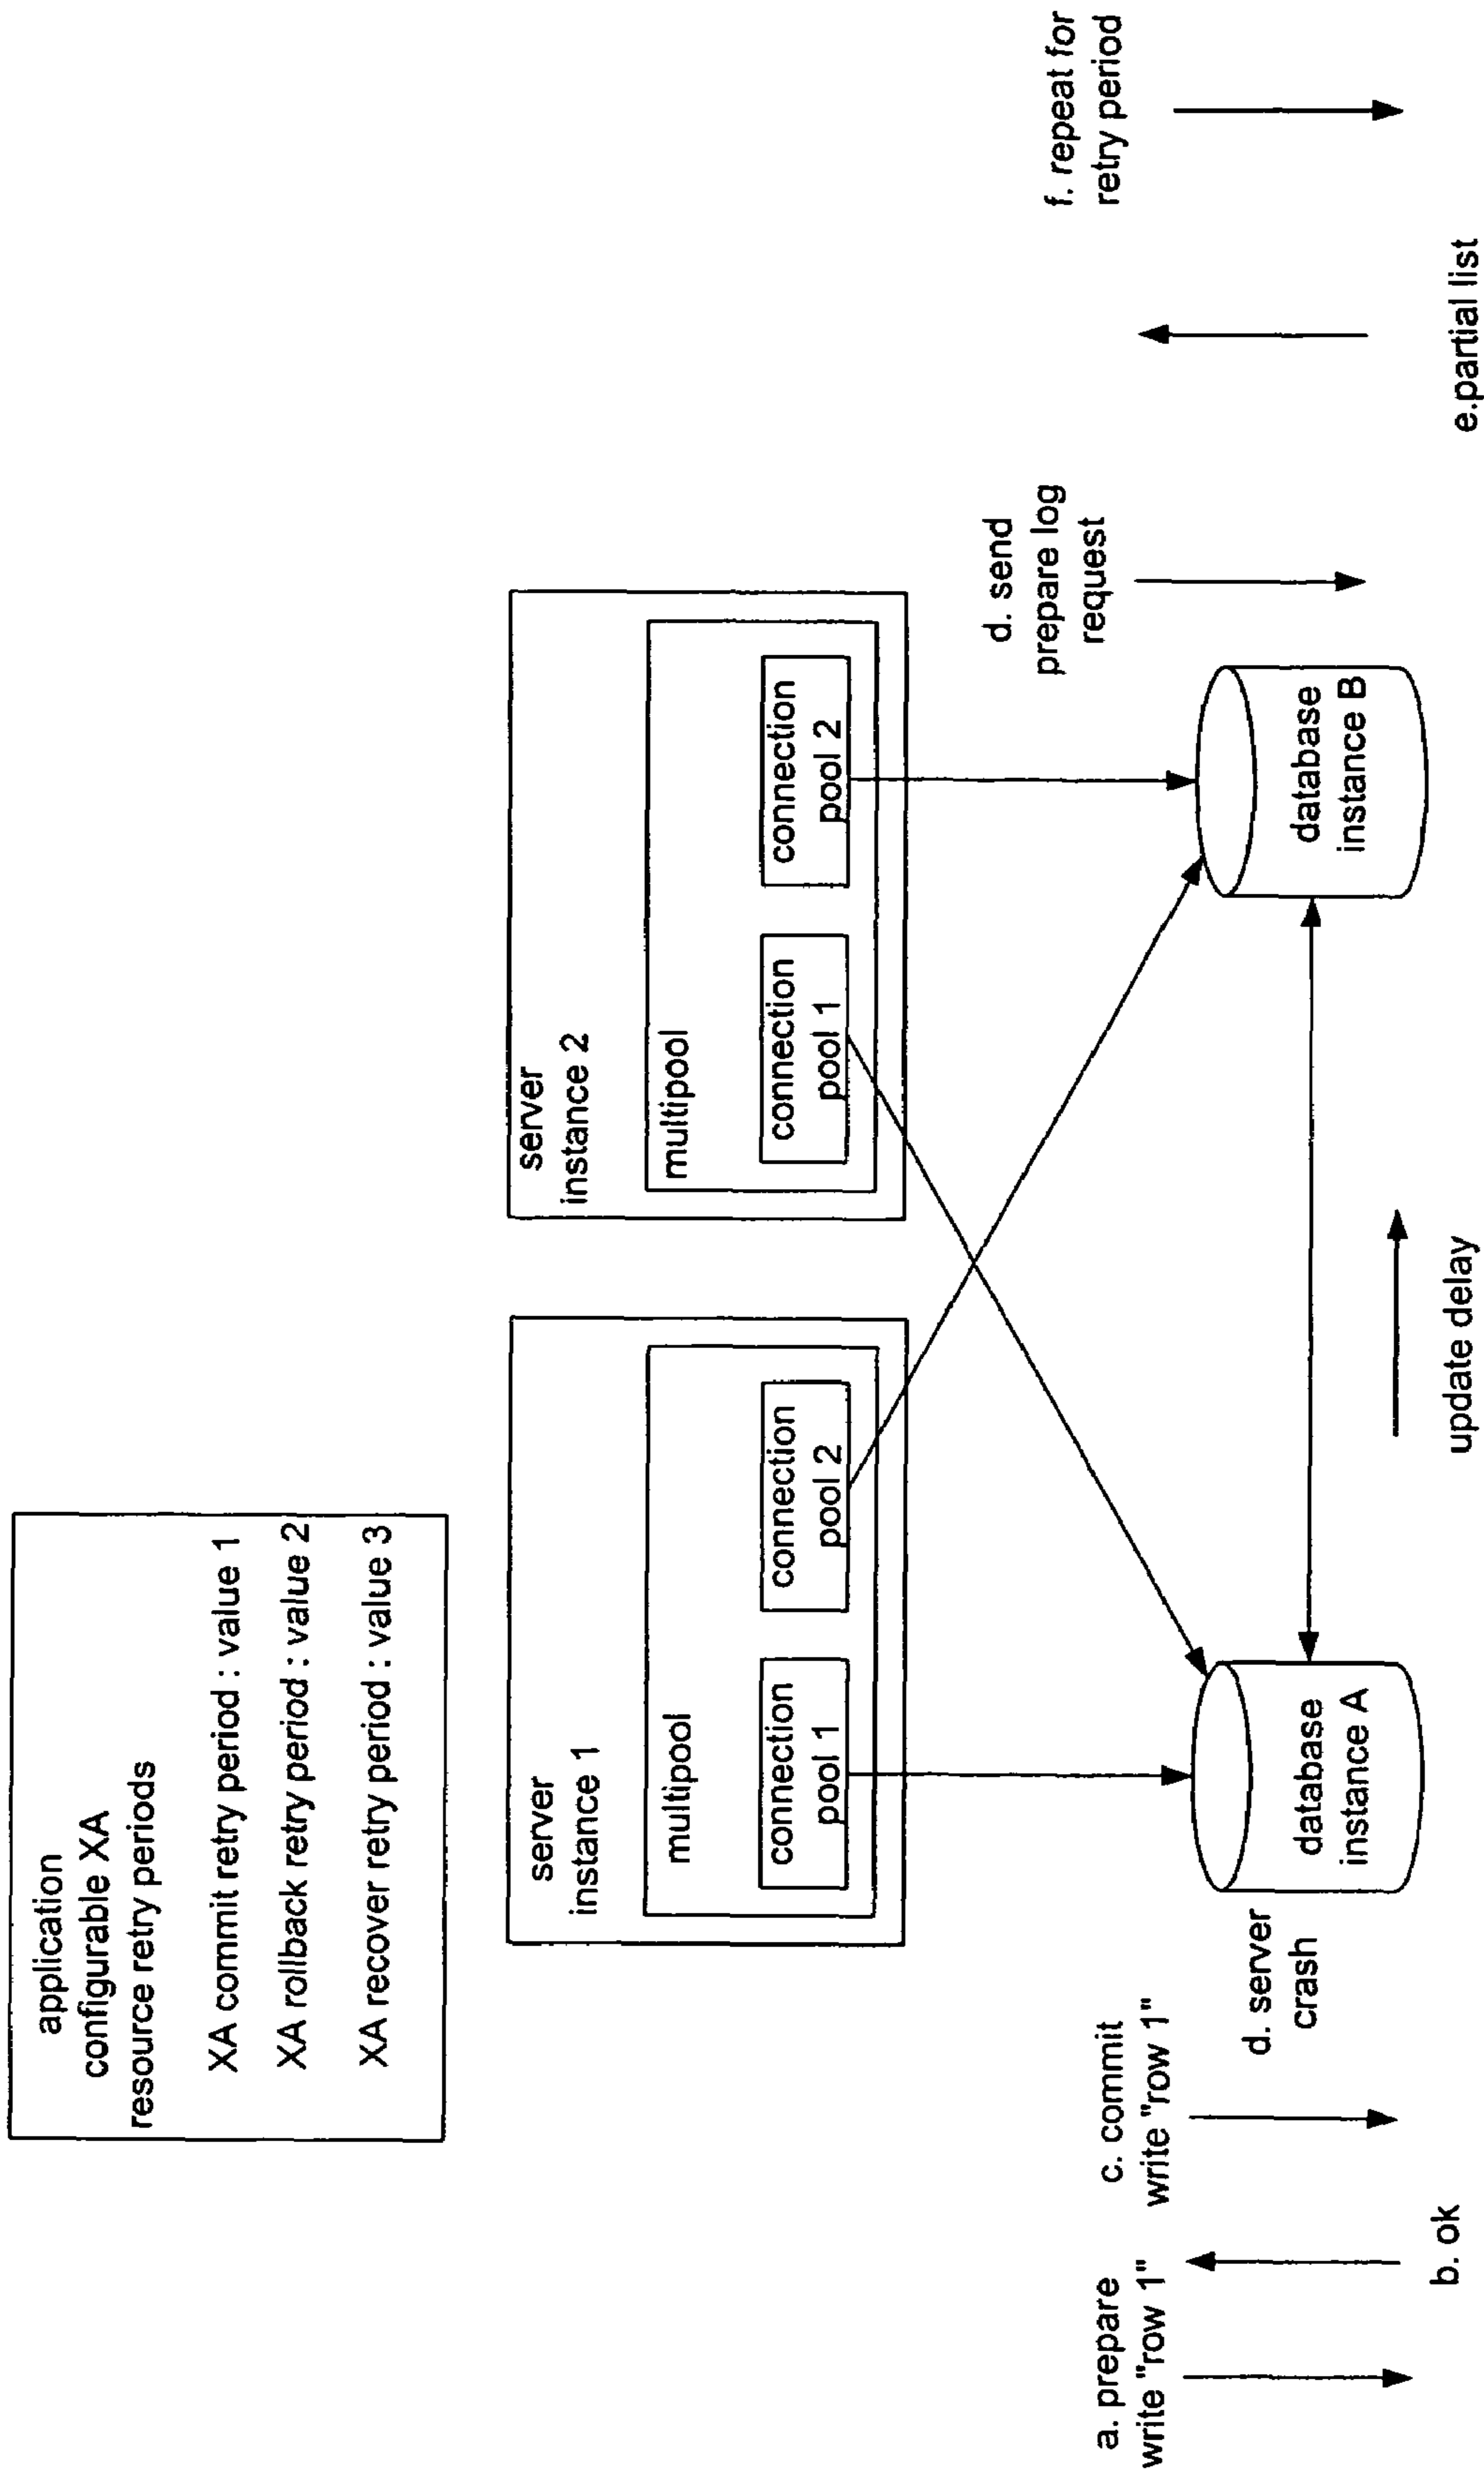 application
configurable XA
resource retry periods
XA commit retry period : value 1
XA rollback retry period : value 2
XA recover retry period : value 3
server
instance 1
multipool
connection
pool 1
connection
pool 2
server
instance 2
multipool
connection
pool 1
connection
pool 2
a. prepare
write "row 1"
b. ok
c. commit
write "row 1"
d. server
crash
database
instance A
update delay
database
instance B
d. send
prepare log
request
e.partial list
f. repeat for
retry period